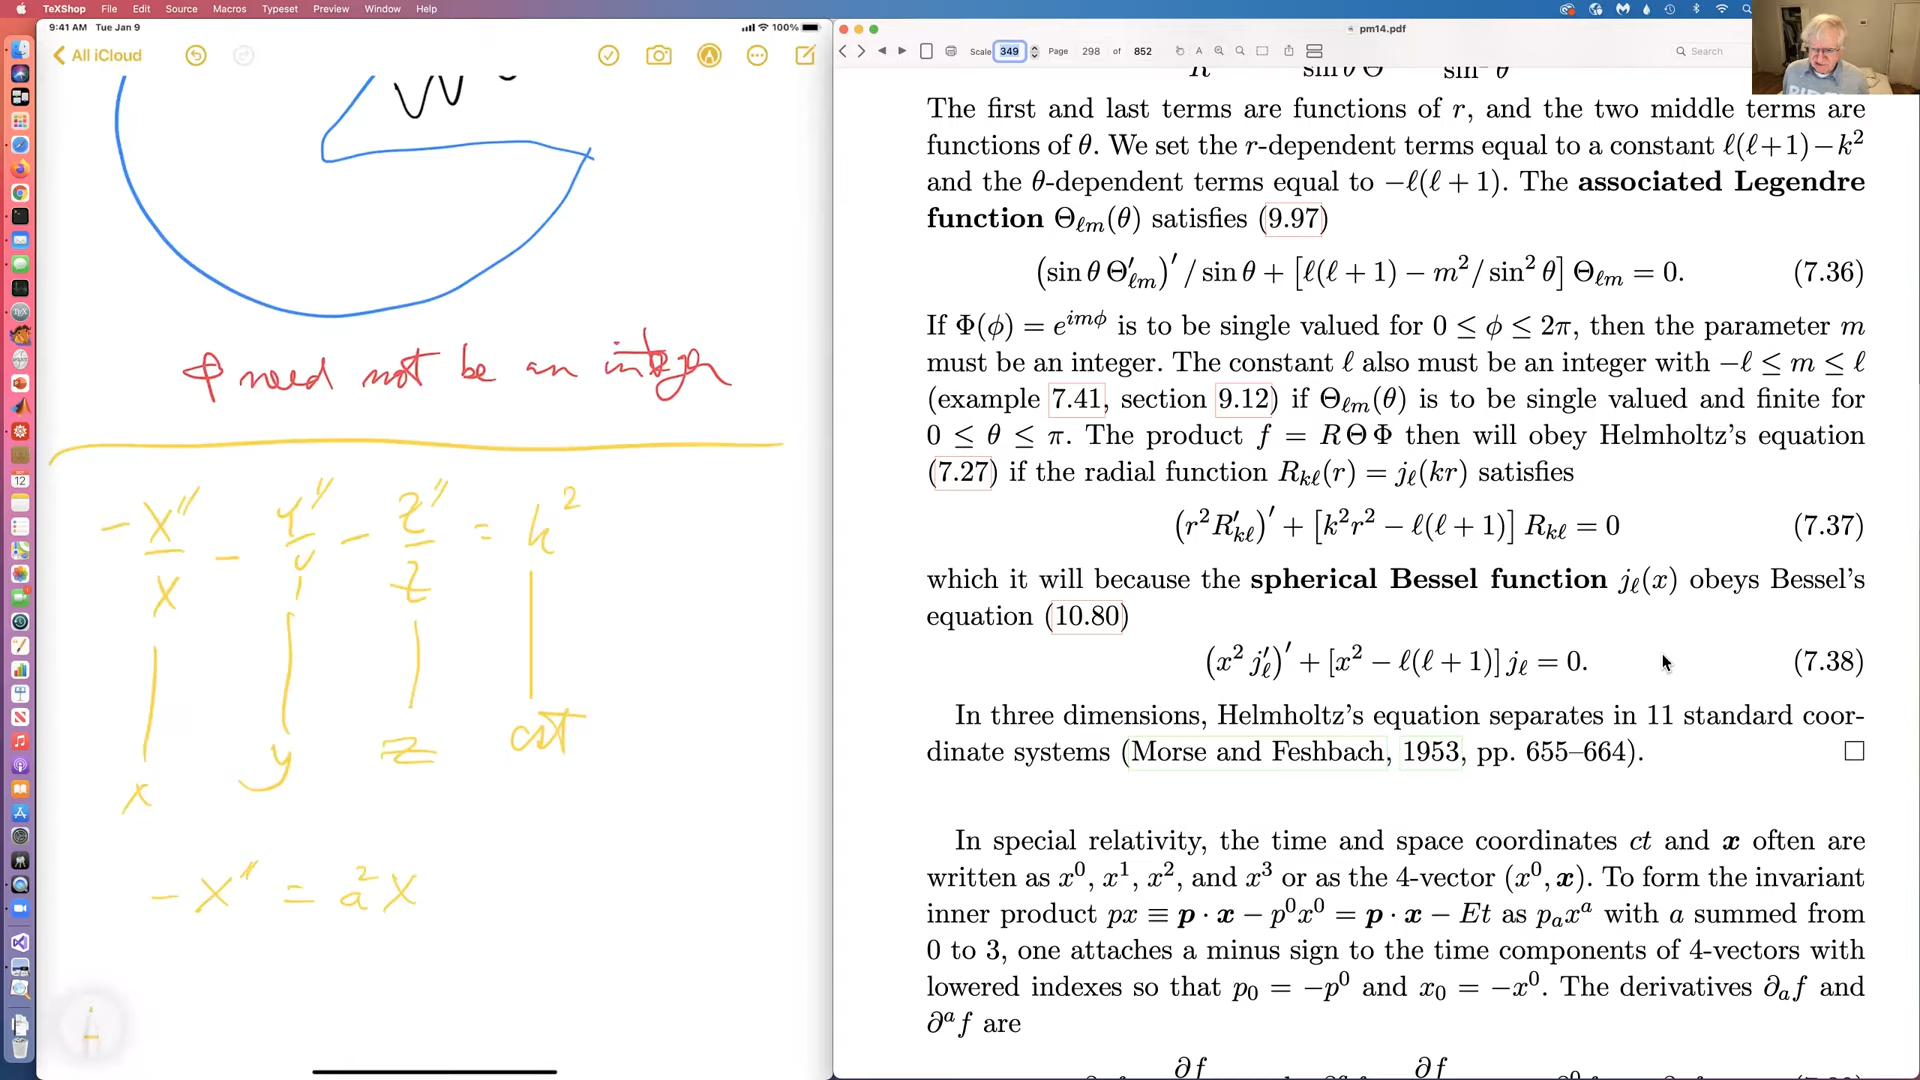 TeXShop File Edit Source Macros Typeset Preview Window Help
9:41 AM Tue Jan 9
100%
All iCloud
W
φ need not be an integer
- X''/X - Y''/Y - Z''/Z = k²
x y z cst
- X'' = a² X
pm14.pdf
Scale 349 Page 298 of 852
Search
R sin θ Θ sin² θ
The first and last terms are functions of r, and the two middle terms are
functions of θ. We set the r-dependent terms equal to a constant ℓ(ℓ+1)−k²
and the θ-dependent terms equal to −ℓ(ℓ + 1). The associated Legendre
function Θℓm(θ) satisfies (9.97)
(sin θ Θ′ℓm)′ / sin θ + [ℓ(ℓ + 1) − m²/ sin² θ] Θℓm = 0. (7.36)
If Φ(ϕ) = e^{imϕ} is to be single valued for 0 ≤ ϕ ≤ 2π, then the parameter m
must be an integer. The constant ℓ also must be an integer with −ℓ ≤ m ≤ ℓ
(example 7.41, section 9.12) if Θℓm(θ) is to be single valued and finite for
0 ≤ θ ≤ π. The product f = R Θ Φ then will obey Helmholtz's equation
(7.27) if the radial function Rkℓ(r) = jℓ(kr) satisfies
(r²R′kℓ)′ + [k²r² − ℓ(ℓ + 1)] Rkℓ = 0 (7.37)
which it will because the spherical Bessel function jℓ(x) obeys Bessel's
equation (10.80)
(x² j′ℓ)′ + [x² − ℓ(ℓ + 1)] jℓ = 0. (7.38)
In three dimensions, Helmholtz's equation separates in 11 standard coor-
dinate systems (Morse and Feshbach, 1953, pp. 655–664). □
In special relativity, the time and space coordinates ct and x often are
written as x⁰, x¹, x², and x³ or as the 4-vector (x⁰, x). To form the invariant
inner product px ≡ p · x − p⁰x⁰ = p · x − Et as pₐxᵃ with a summed from
0 to 3, one attaches a minus sign to the time components of 4-vectors with
lowered indexes so that p₀ = −p⁰ and x₀ = −x⁰. The derivatives ∂ₐf and
∂ᵃf are
∂f ∂f